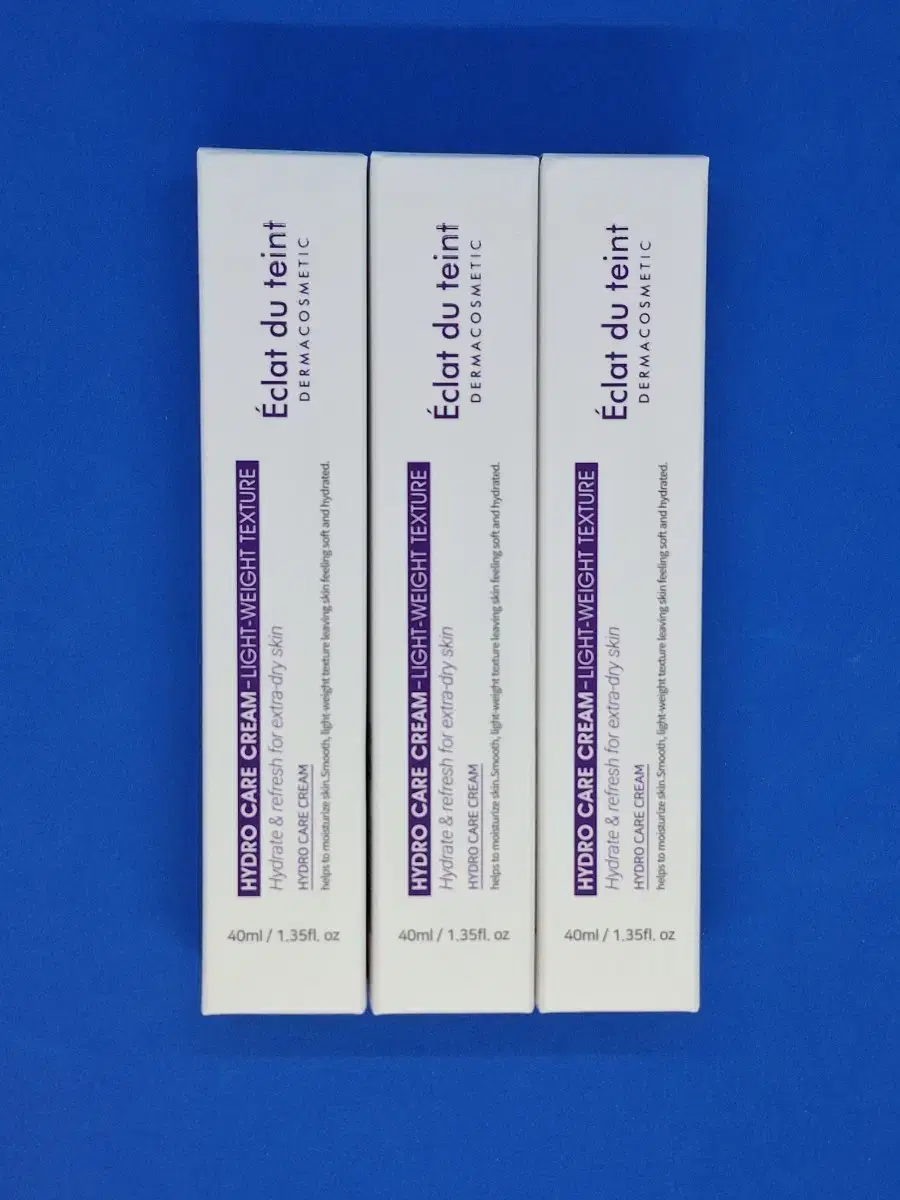 Éclat du teint
DERMACOSMETIC
HYDRO CARE CREAM - LIGHT-WEIGHT TEXTURE
Hydrate & refresh for extra-dry skin
HYDRO CARE CREAM
helps to moisturize skin.Smooth, light-weight texture leaving skin feeling soft and hydrated.
40ml / 1.35fl. oz
Éclat du teint
DERMACOSMETIC
HYDRO CARE CREAM - LIGHT-WEIGHT TEXTURE
Hydrate & refresh for extra-dry skin
HYDRO CARE CREAM
helps to moisturize skin.Smooth, light-weight texture leaving skin feeling soft and hydrated.
40ml / 1.35fl. oz
Éclat du teint
DERMACOSMETIC
HYDRO CARE CREAM - LIGHT-WEIGHT TEXTURE
Hydrate & refresh for extra-dry skin
HYDRO CARE CREAM
helps to moisturize skin.Smooth, light-weight texture leaving skin feeling soft and hydrated.
40ml / 1.35fl. oz